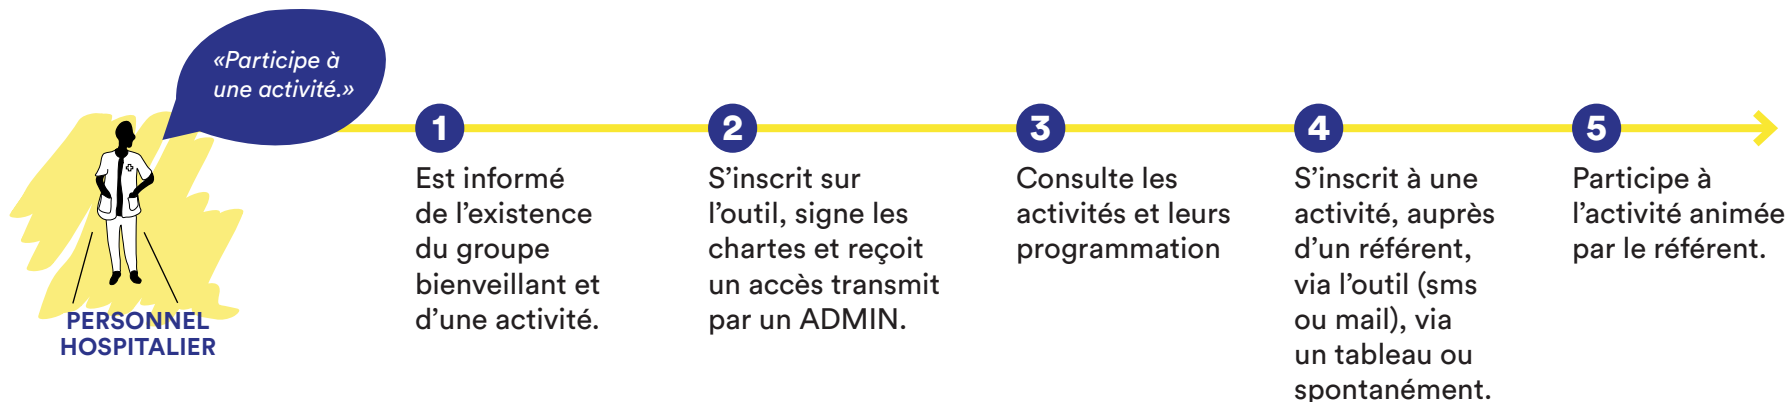 «Participe à
une activité.»
PERSONNEL
HOSPITALIER
1
Est informé
de l’existence
du groupe
bienveillant et
d’une activité.
2
S’inscrit sur
l’outil, signe les
chartes et reçoit
un accès transmit
par un ADMIN.
3
Consulte les
activités et leurs
programmation
4
S’inscrit à une
activité, auprès
d’un référent,
via l’outil (sms
ou mail), via
un tableau ou
spontanément.
5
Participe à
l’activité animée
par le référent.